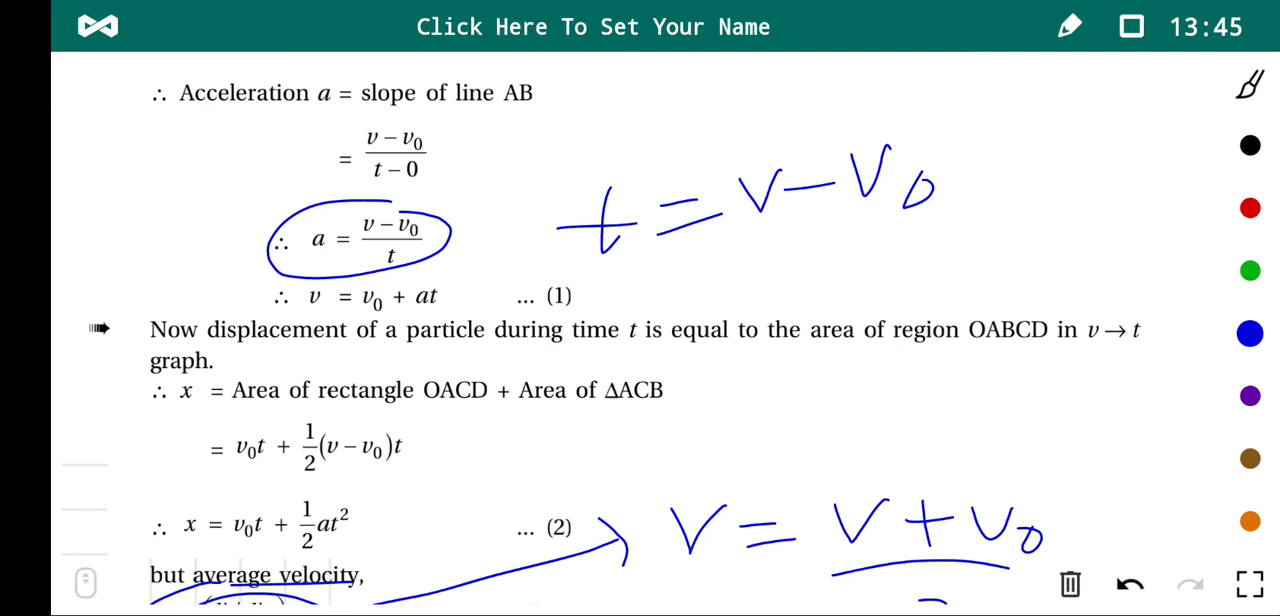 Click Here To Set Your Name
13:45
∴ Acceleration a = slope of line AB
= (v – v₀)/(t – 0)
∴ a = (v – v₀)/t
t = v – v₀
∴ v = v₀ + at ... (1)
Now displacement of a particle during time t is equal to the area of region OABCD in v → t
graph.
∴ x = Area of rectangle OACD + Area of ΔACB
= v₀t + 1/2(v – v₀)t
∴ x = v₀t + 1/2at² ... (2)
v = v + v₀
but average velocity,